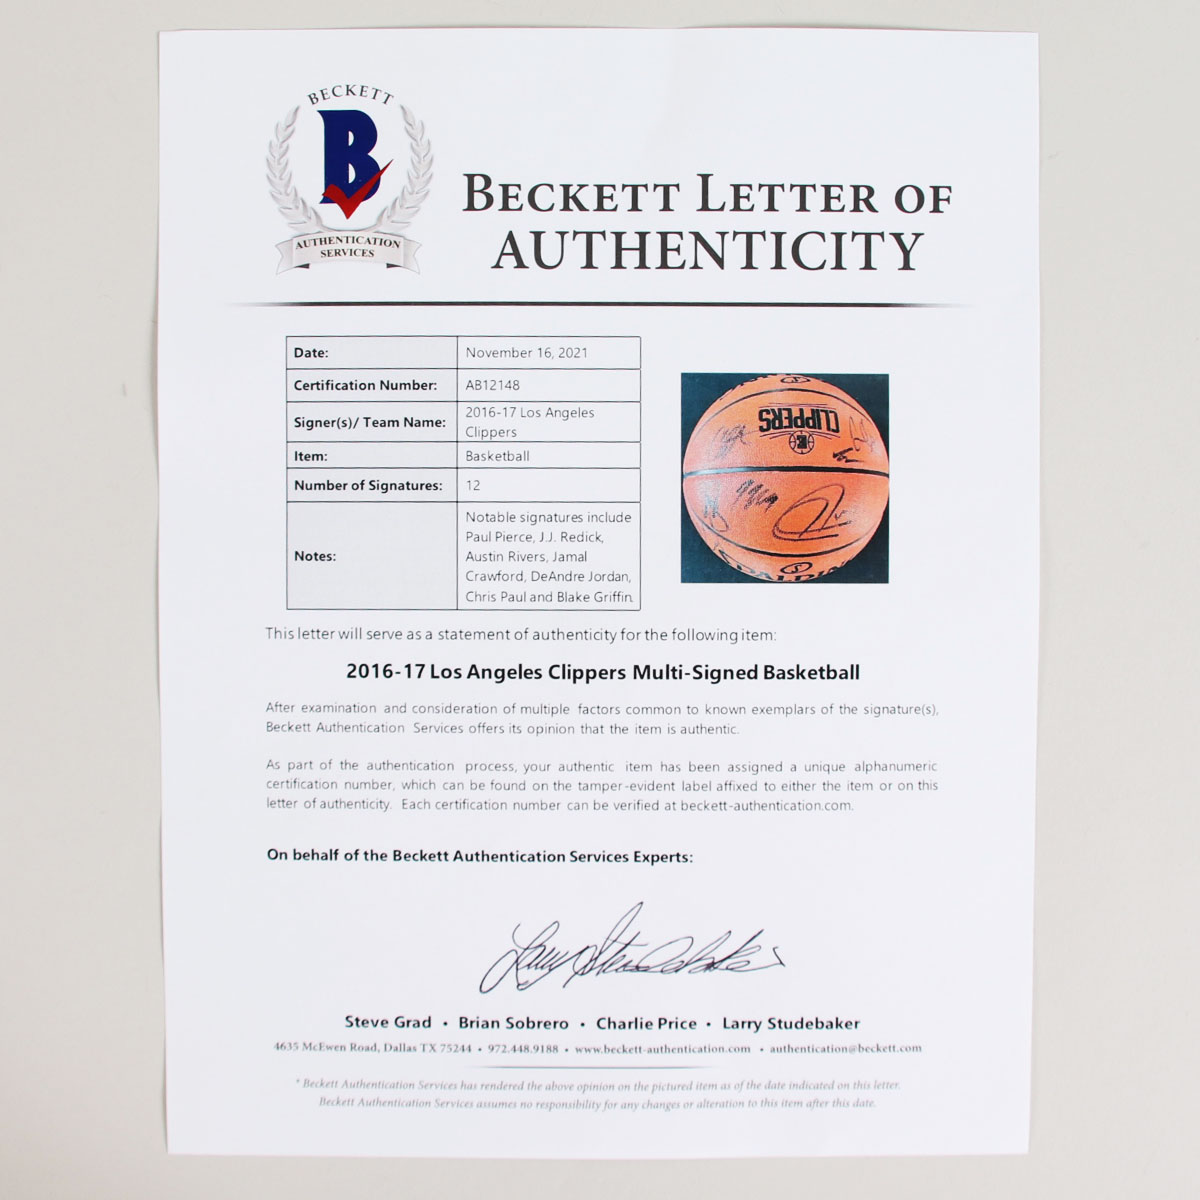 BECKETT
B
AUTHENTICATION
SERVICES
BECKETT LETTER OF
AUTHENTICITY
Date: November 16, 2021
Certification Number: AB12148
Signer(s)/ Team Name: 2016-17 Los Angeles
Clippers
Item: Basketball
Number of Signatures: 12
Notes: Notable signatures include
Paul Pierce, J.J. Redick,
Austin Rivers, Jamal
Crawford, DeAndre Jordan,
Chris Paul and Blake Griffin.
CLIPPERS
SPALDING
This letter will serve as a statement of authenticity for the following item:
2016-17 Los Angeles Clippers Multi-Signed Basketball
After examination and consideration of multiple factors common to known exemplars of the signature(s),
Beckett Authentication Services offers its opinion that the item is authentic.
As part of the authentication process, your authentic item has been assigned a unique alphanumeric
certification number, which can be found on the tamper-evident label affixed to either the item or on this
letter of authenticity. Each certification number can be verified at beckett-authentication.com.
On behalf of the Beckett Authentication Services Experts:
Larry Studebaker
Steve Grad • Brian Sobrero • Charlie Price • Larry Studebaker
4635 McEwen Road, Dallas TX 75244 • 972.448.9188 • www.beckett-authentication.com • authentication@beckett.com
* Beckett Authentication Services has rendered the above opinion on the pictured item as of the date indicated on this letter.
Beckett Authentication Services assumes no responsibility for any changes or alteration to this item after this date.